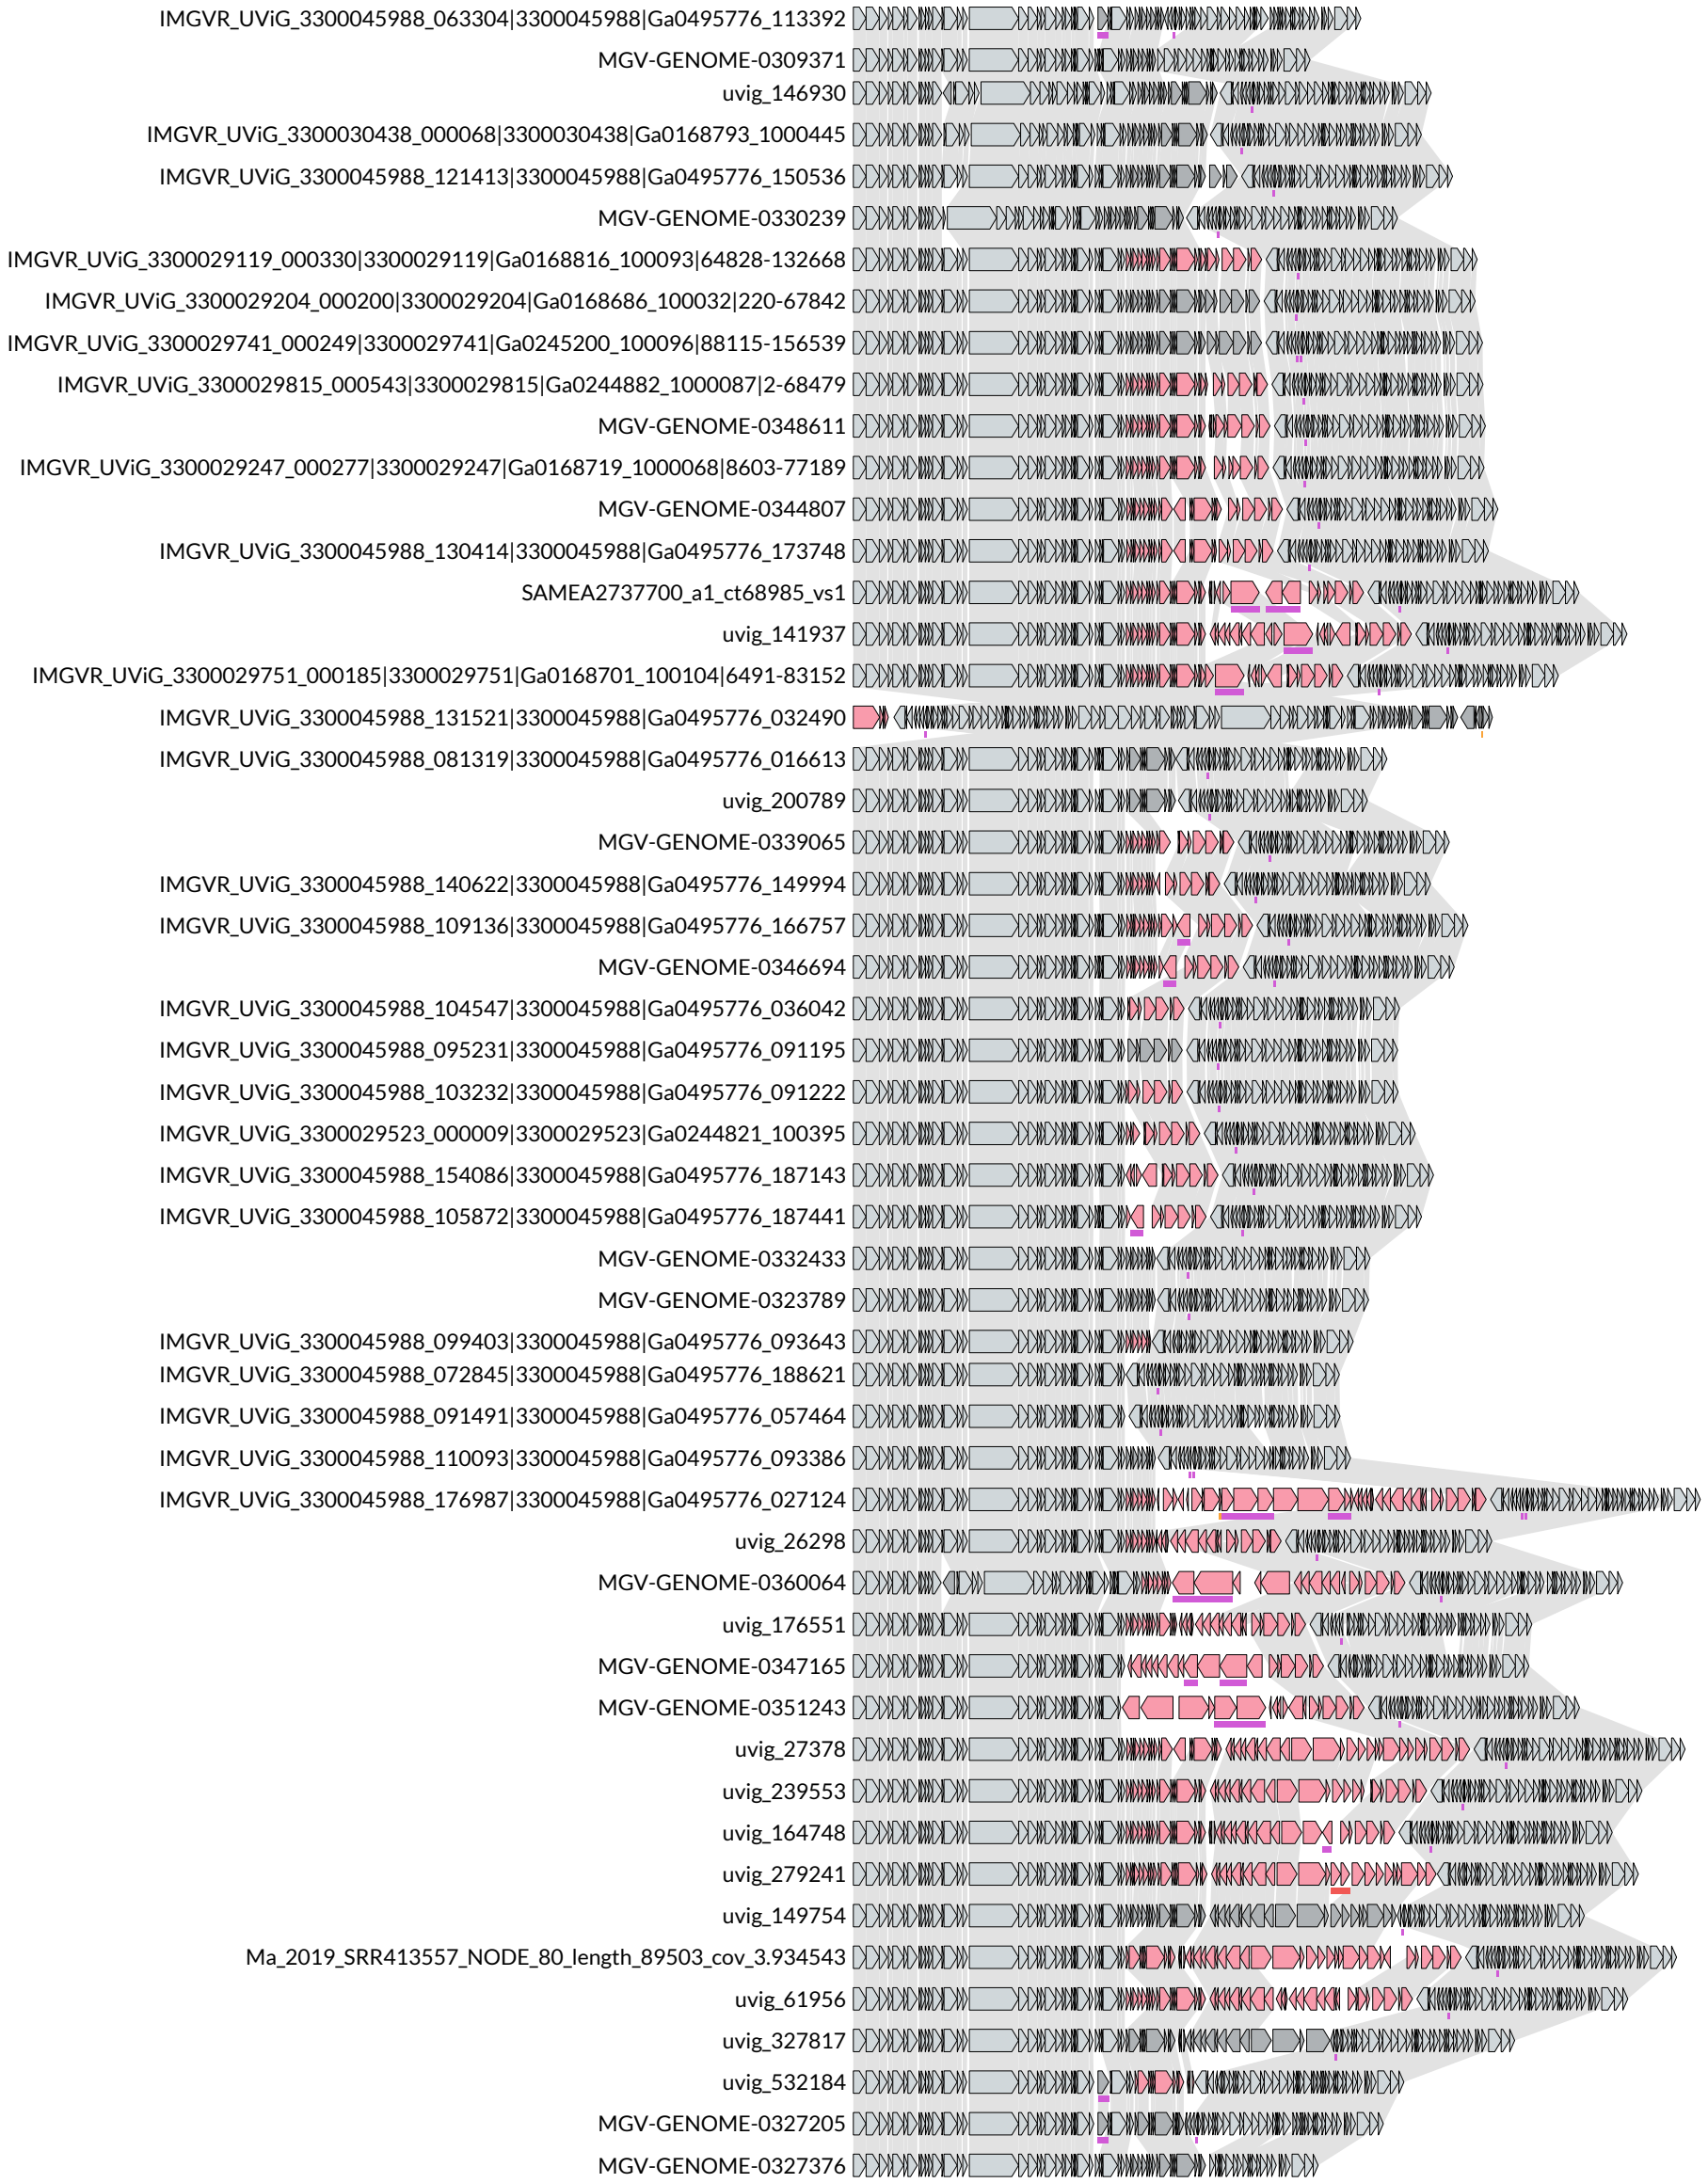 IMGVR_UViG_3300045988_063304|3300045988|Ga0495776_113392
MGV-GENOME-0309371
uvig_146930
IMGVR_UViG_3300030438_000068|3300030438|Ga0168793_1000445
IMGVR_UViG_3300045988_121413|3300045988|Ga0495776_150536
MGV-GENOME-0330239
IMGVR_UViG_3300029119_000330|3300029119|Ga0168816_100093|64828-132668
IMGVR_UViG_3300029204_000200|3300029204|Ga0168686_100032|220-67842
IMGVR_UViG_3300029741_000249|3300029741|Ga0245200_100096|88115-156539
IMGVR_UViG_3300029815_000543|3300029815|Ga0244882_1000087|2-68479
MGV-GENOME-0348611
IMGVR_UViG_3300029247_000277|3300029247|Ga0168719_1000068|8603-77189
MGV-GENOME-0344807
IMGVR_UViG_3300045988_130414|3300045988|Ga0495776_173748
SAMEA2737700_a1_ct68985_vs1
uvig_141937
IMGVR_UViG_3300029751_000185|3300029751|Ga0168701_100104|6491-83152
IMGVR_UViG_3300045988_131521|3300045988|Ga0495776_032490
IMGVR_UViG_3300045988_081319|3300045988|Ga0495776_016613
uvig_200789
MGV-GENOME-0339065
IMGVR_UViG_3300045988_140622|3300045988|Ga0495776_149994
IMGVR_UViG_3300045988_109136|3300045988|Ga0495776_166757
MGV-GENOME-0346694
IMGVR_UViG_3300045988_104547|3300045988|Ga0495776_036042
IMGVR_UViG_3300045988_095231|3300045988|Ga0495776_091195
IMGVR_UViG_3300045988_103232|3300045988|Ga0495776_091222
IMGVR_UViG_3300029523_000009|3300029523|Ga0244821_100395
IMGVR_UViG_3300045988_154086|3300045988|Ga0495776_187143
IMGVR_UViG_3300045988_105872|3300045988|Ga0495776_187441
MGV-GENOME-0332433
MGV-GENOME-0323789
IMGVR_UViG_3300045988_099403|3300045988|Ga0495776_093643
IMGVR_UViG_3300045988_072845|3300045988|Ga0495776_188621
IMGVR_UViG_3300045988_091491|3300045988|Ga0495776_057464
IMGVR_UViG_3300045988_110093|3300045988|Ga0495776_093386
IMGVR_UViG_3300045988_176987|3300045988|Ga0495776_027124
uvig_26298
MGV-GENOME-0360064
uvig_176551
MGV-GENOME-0347165
MGV-GENOME-0351243
uvig_27378
uvig_239553
uvig_164748
uvig_279241
uvig_149754
Ma_2019_SRR413557_NODE_80_length_89503_cov_3.934543
uvig_61956
uvig_327817
uvig_532184
MGV-GENOME-0327205
MGV-GENOME-0327376